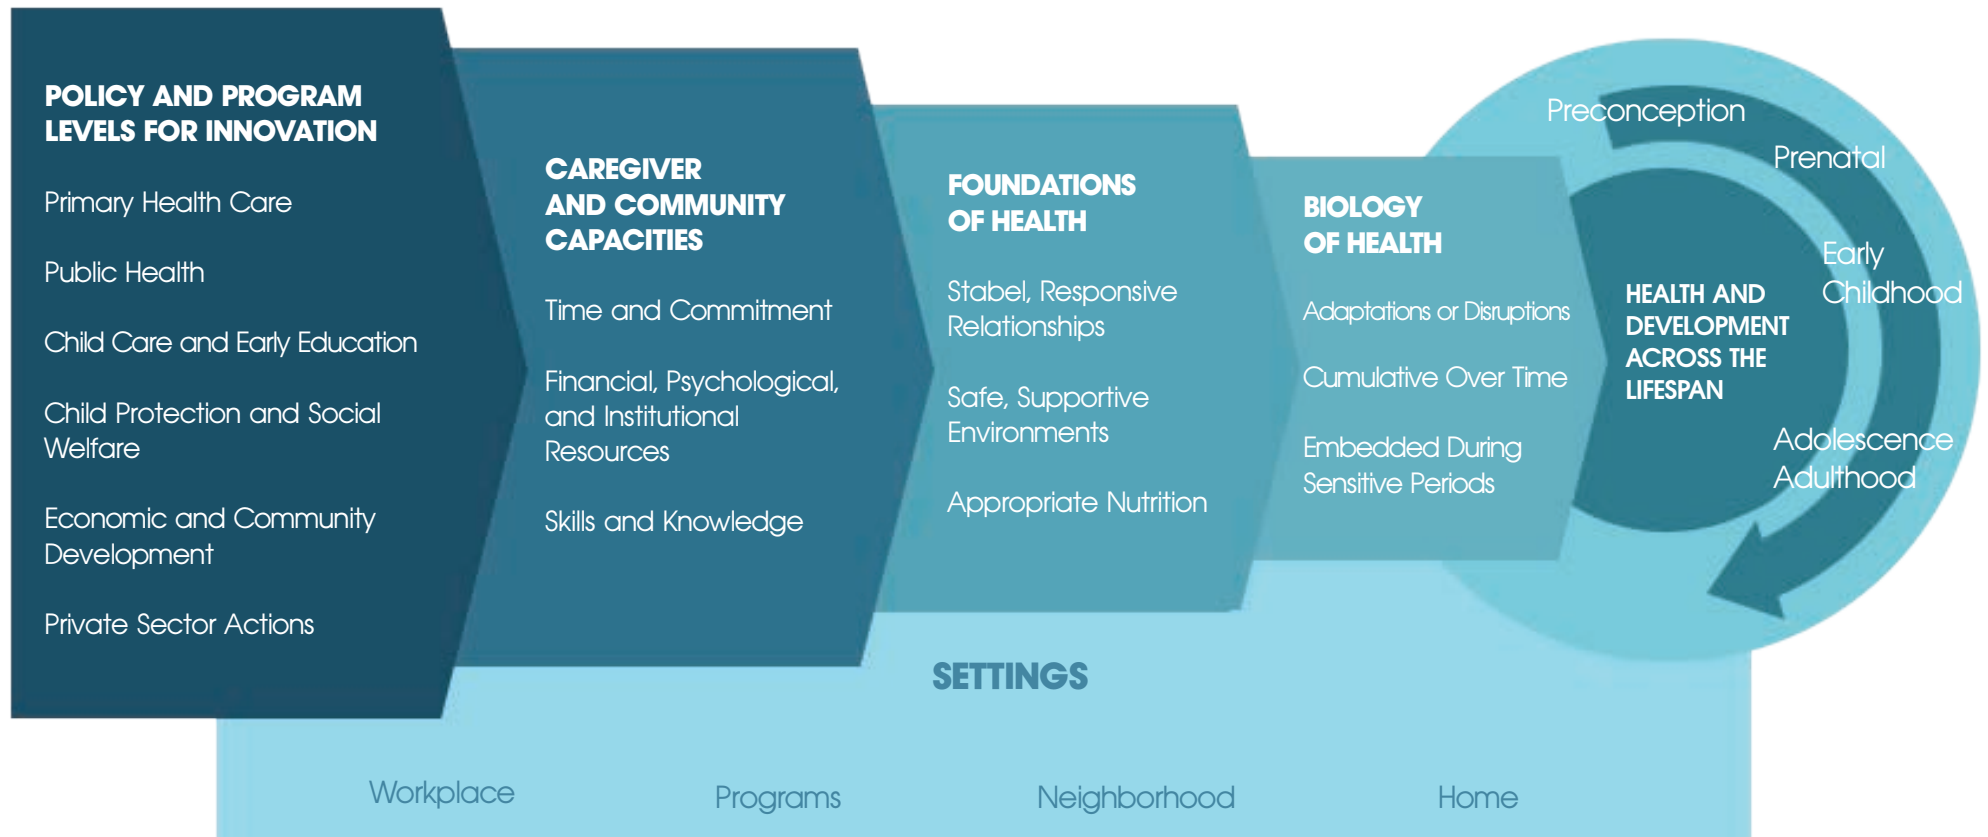 POLICY AND PROGRAM
LEVELS FOR INNOVATION
Primary Health Care
Public Health
Child Care and Early Education
Child Protection and Social
Welfare
Economic and Community
Development
Private Sector Actions
CAREGIVER
AND COMMUNITY
CAPACITIES
Time and Commitment
Financial, Psychological,
and Institutional
Resources
Skills and Knowledge
FOUNDATIONS
OF HEALTH
Stabel, Responsive
Relationships
Safe, Supportive
Environments
Appropriate Nutrition
BIOLOGY
OF HEALTH
Adaptations or Disruptions
Cumulative Over Time
Embedded During
Sensitive Periods
HEALTH AND
DEVELOPMENT
ACROSS THE
LIFESPAN
Preconception
Prenatal
Early
Childhood
Adolescence
Adulthood
SETTINGS
Workplace
Programs
Neighborhood
Home